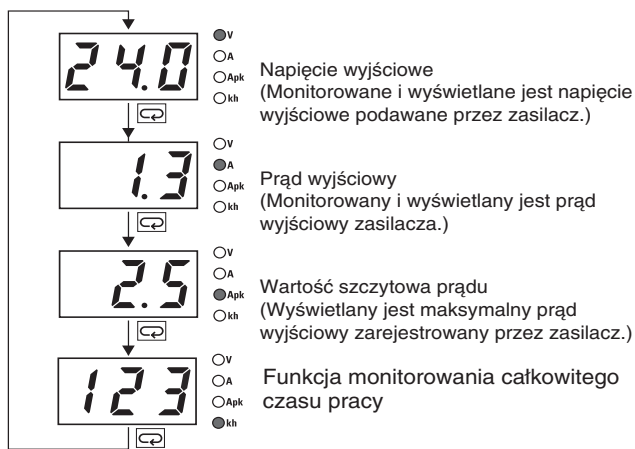 24.0
V
A
Apk
kh
Napięcie wyjściowe
(Monitorowane i wyświetlane jest napięcie
wyjściowe podawane przez zasilacz.)
1.3
V
A
Apk
kh
Prąd wyjściowy
(Monitorowany i wyświetlany jest prąd
wyjściowy zasilacza.)
2.5
V
A
Apk
kh
Wartość szczytowa prądu
(Wyświetlany jest maksymalny prąd
wyjściowy zarejestrowany przez zasilacz.)
123
V
A
Apk
kh
Funkcja monitorowania całkowitego
czasu pracy